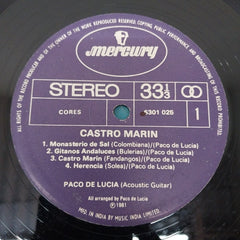 mercury
STEREO 33⅓
CORES 6301 025 1
CASTRO MARIN
1. Monasterio de Sal (Colombiana)/(Paco de Lucia)
2. Gitanos Andaluces (Bulerias)/(Paco de Lucia)
3. Castro Marin (Fandangos)/(Paco de Lucia)
4. Herencia (Solea)/(Paco de Lucia)
PACO DE LUCIA (Acoustic Guitar)
All arranged by Paco de Lucia
℗ 1981
MFD. IN INDIA BY MUSIC INDIA LIMITED.